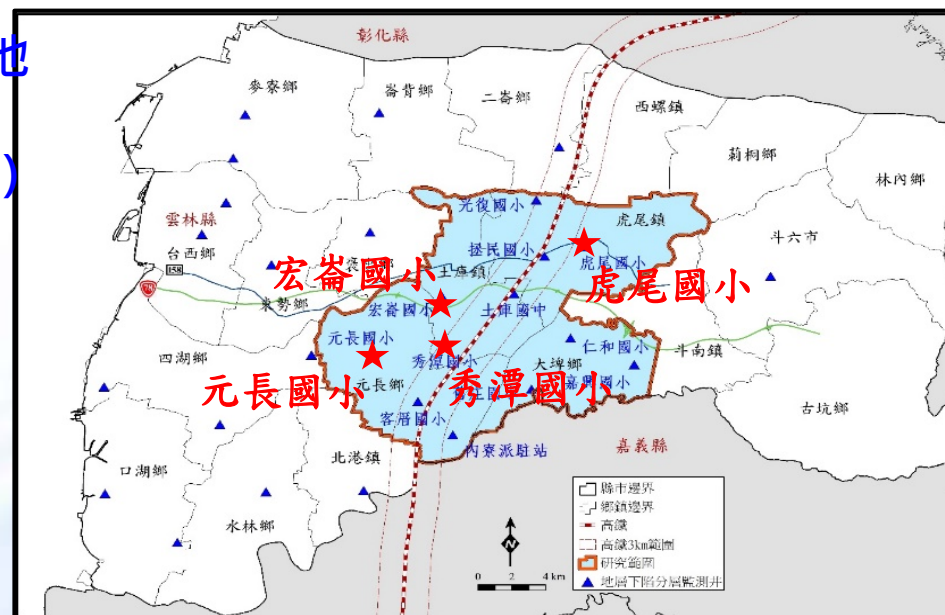 也
)
彰化縣
麥寮鄉
崙背鄉
二崙鄉
西螺鎮
莿桐鄉
林內鄉
雲林縣
光復國小
虎尾鎮
斗六市
台西鄉
158
拯民國小
虎尾國小
土庫鎮
宏崙國小
虎尾國小
78
東勢鄉
宏崙國小
土庫國中
四湖鄉
元長國小
秀潭國小
仁和國小
斗南鎮
大埤鄉
元長國小
元長鄉
秀潭國小
嘉興國小
古坑鄉
客厝國小
口湖鄉
北港鎮
內寮派駐站
嘉義縣
水林鄉
縣市邊界
鄉鎮邊界
高鐵
高鐵3km範圍
研究範圍
地層下陷分層監測井
N
0 2 4 km